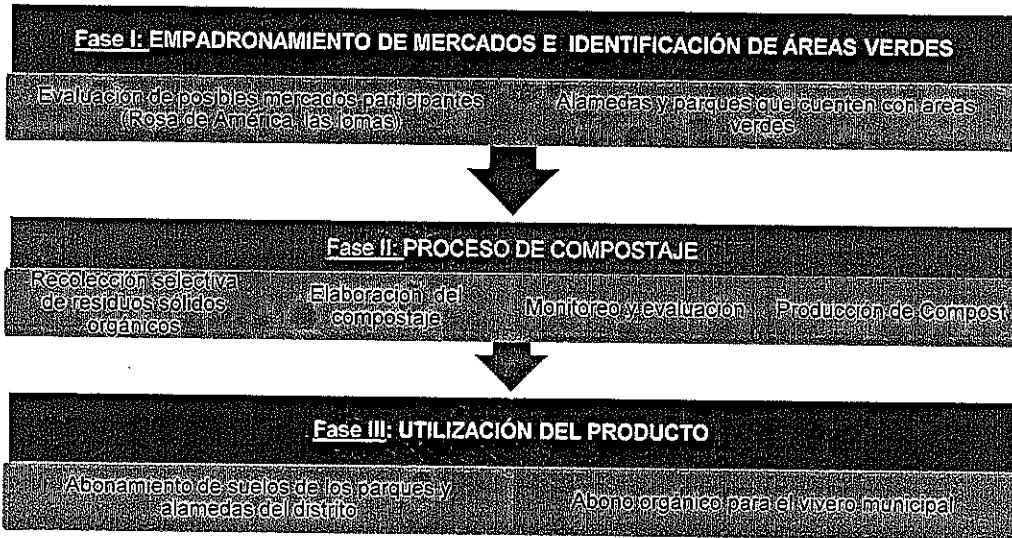 Fase I: EMPADRONAMIENTO DE MERCADOS E IDENTIFICACIÓN DE ÁREAS VERDES
Evaluación de posibles mercados participantes
(Rosa de América, las lomas)
Alamedas y parques que cuenten con áreas
verdes
Fase II: PROCESO DE COMPOSTAJE
Recolección selectiva
de residuos sólidos
orgánicos
Elaboración del
compostaje
Monitoreo y evaluación
Producción de Compost
Fase III: UTILIZACIÓN DEL PRODUCTO
Abonamiento de suelos de los parques y
alamedas del distrito
Abono orgánico para el vivero municipal